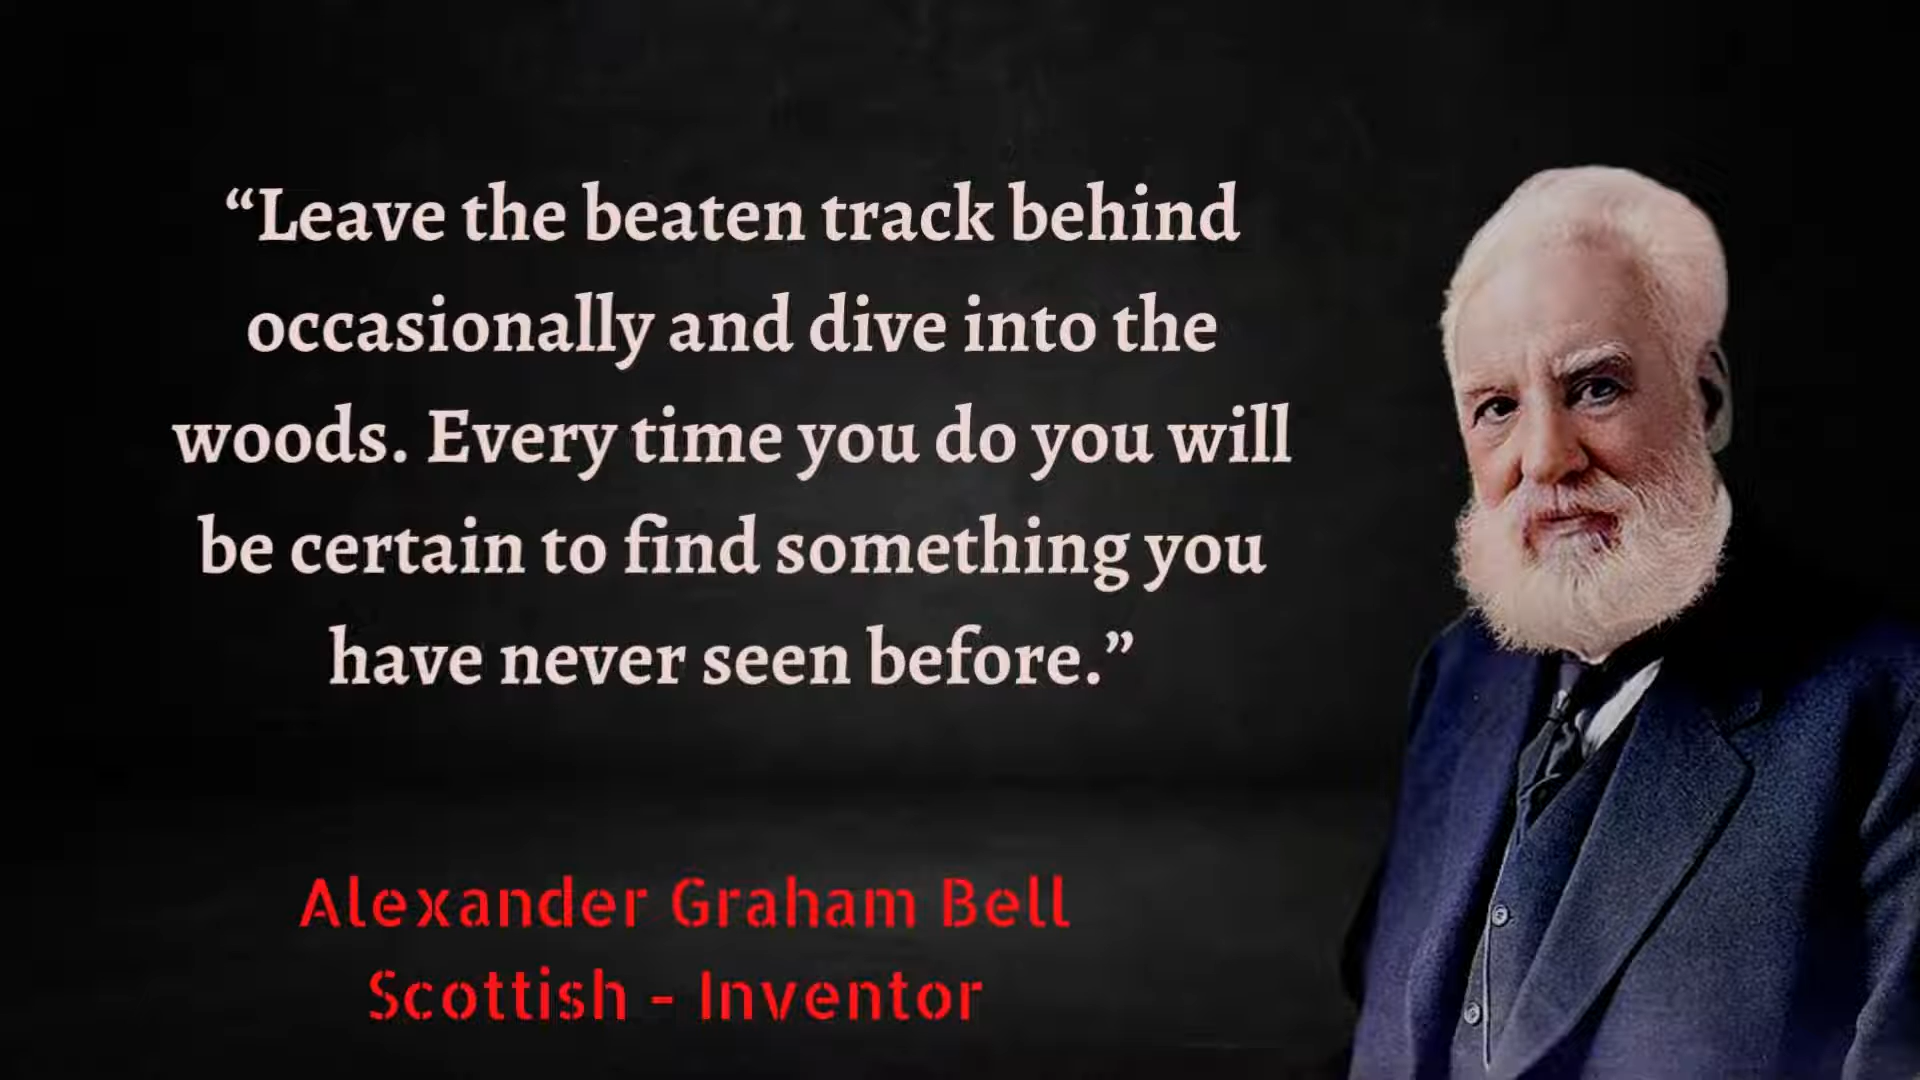 “Leave the beaten track behind
occasionally and dive into the
woods. Every time you do you will
be certain to find something you
have never seen before.”
Alexander Graham Bell
Scottish - Inventor